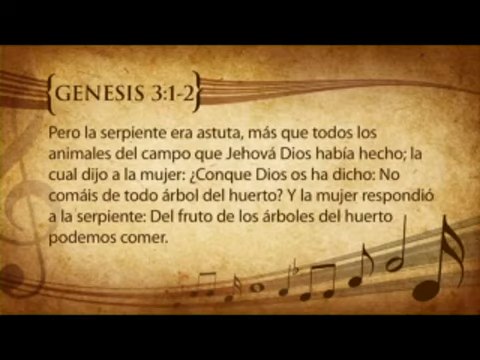 {GENESIS 3:1-2}
Pero la serpiente era astuta, más que todos los
animales del campo que Jehová Dios había hecho; la
cual dijo a la mujer: ¿Conque Dios os ha dicho: No
comáis de todo árbol del huerto? Y la mujer respondió
a la serpiente: Del fruto de los árboles del huerto
podemos comer.